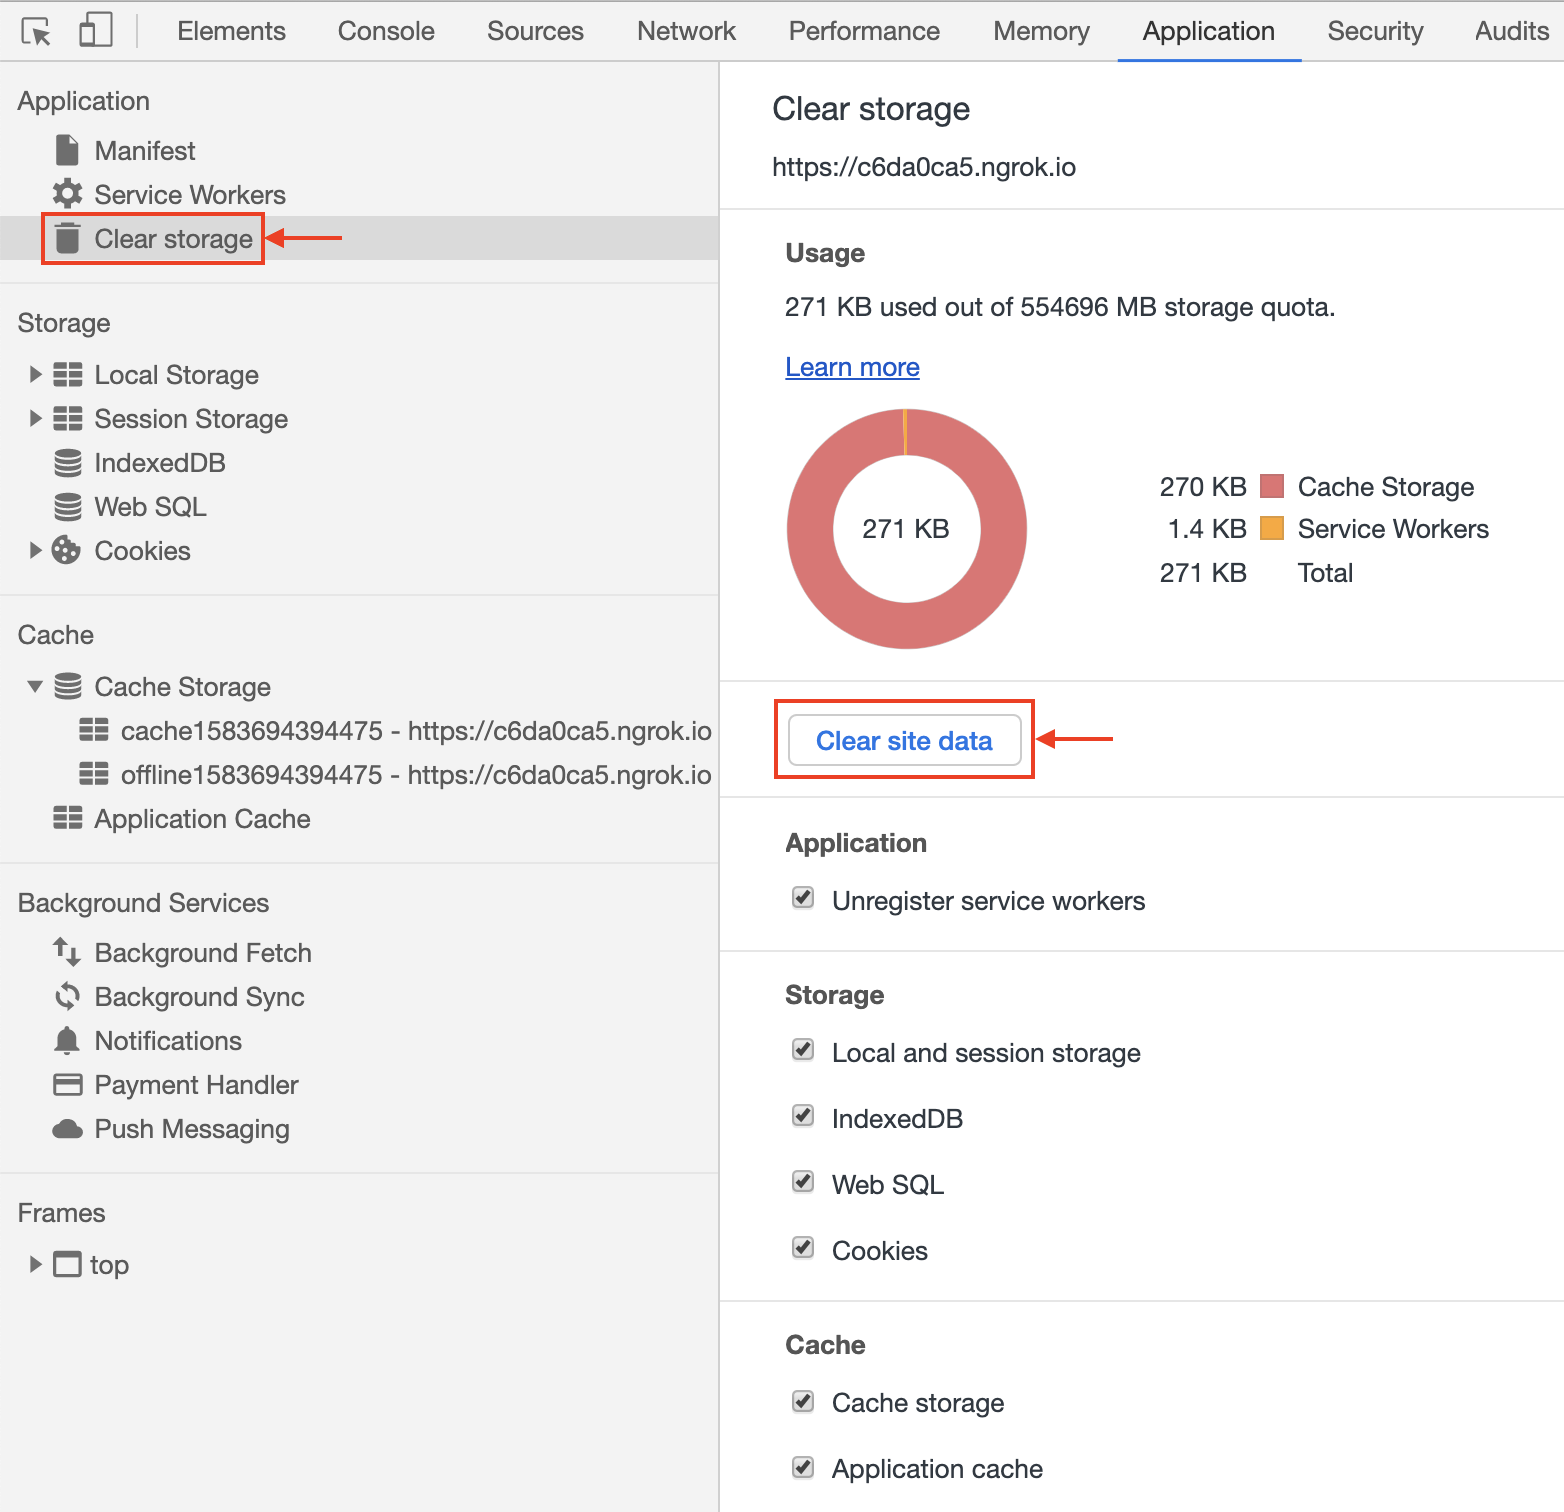 Elements Console Sources Network Performance Memory Application Security Audits
Application
Manifest
Service Workers
Clear storage
Storage
Local Storage
Session Storage
IndexedDB
Web SQL
Cookies
Cache
Cache Storage
cache1583694394475 - https://c6da0ca5.ngrok.io
offline1583694394475 - https://c6da0ca5.ngrok.io
Application Cache
Background Services
Background Fetch
Background Sync
Notifications
Payment Handler
Push Messaging
Frames
top
Clear storage
https://c6da0ca5.ngrok.io
Usage
271 KB used out of 554696 MB storage quota.
Learn more
271 KB
270 KB Cache Storage
1.4 KB Service Workers
271 KB Total
Clear site data
Application
Unregister service workers
Storage
Local and session storage
IndexedDB
Web SQL
Cookies
Cache
Cache storage
Application cache